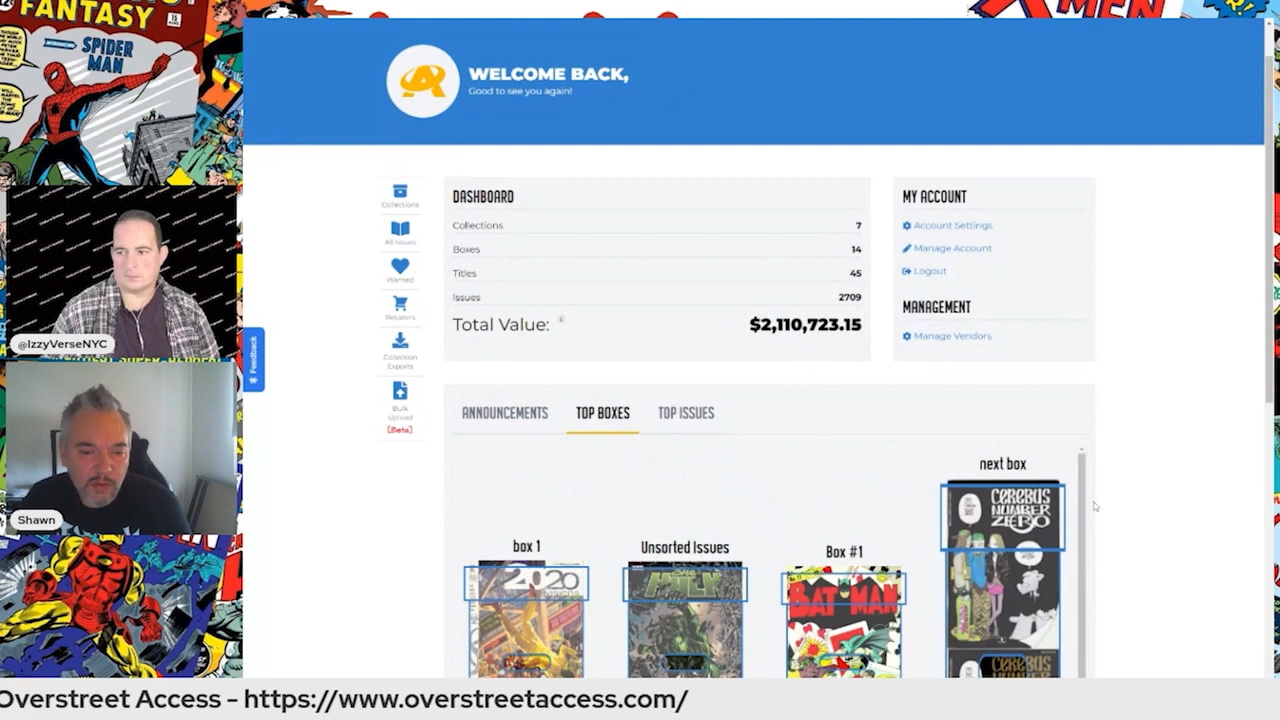 FANTASY
15
INTRODUCING
SPIDER
MAN
X-MEN
WELCOME BACK,
Good to see you again!
Collections
All Issues
Wanted
Retailers
Collection
Exports
Bulk
Upload
[Beta]
Feedback
DASHBOARD
Collections 7
Boxes 14
Titles 45
Issues 2709
Total Value: $2,110,723.15
MY ACCOUNT
Account Settings
Manage Account
Logout
MANAGEMENT
Manage Vendors
ANNOUNCEMENTS TOP BOXES TOP ISSUES
next box
CEREBUS
NUMBER
ZERO
box 1
Unsorted Issues
Box #1
2020
HULK
BATMAN
CEREBUS
@IzzyVerseNYC
Shawn
Overstreet Access - https://www.overstreetaccess.com/